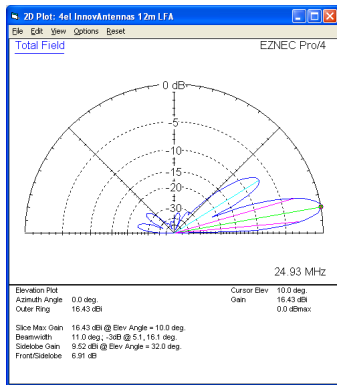 2D Plot: 4el InnovAntennas 12m LFA
File Edit View Options Reset
Total Field
EZNEC Pro/4
0 dB
-5
-10
-15
-20
-30
24.93 MHz
Elevation Plot
Cursor Elev 10.0 deg.
Azimuth Angle 0.0 deg.
Gain 16.43 dBi
Outer Ring 16.43 dBi
0.0 dBmax
Slice Max Gain 16.43 dBi @ Elev Angle = 10.0 deg.
Beamwidth 11.0 deg.; -3dB @ 5.1, 16.1 deg.
Sidelobe Gain 9.52 dBi @ Elev Angle = 32.0 deg.
Front/Sidelobe 6.91 dB